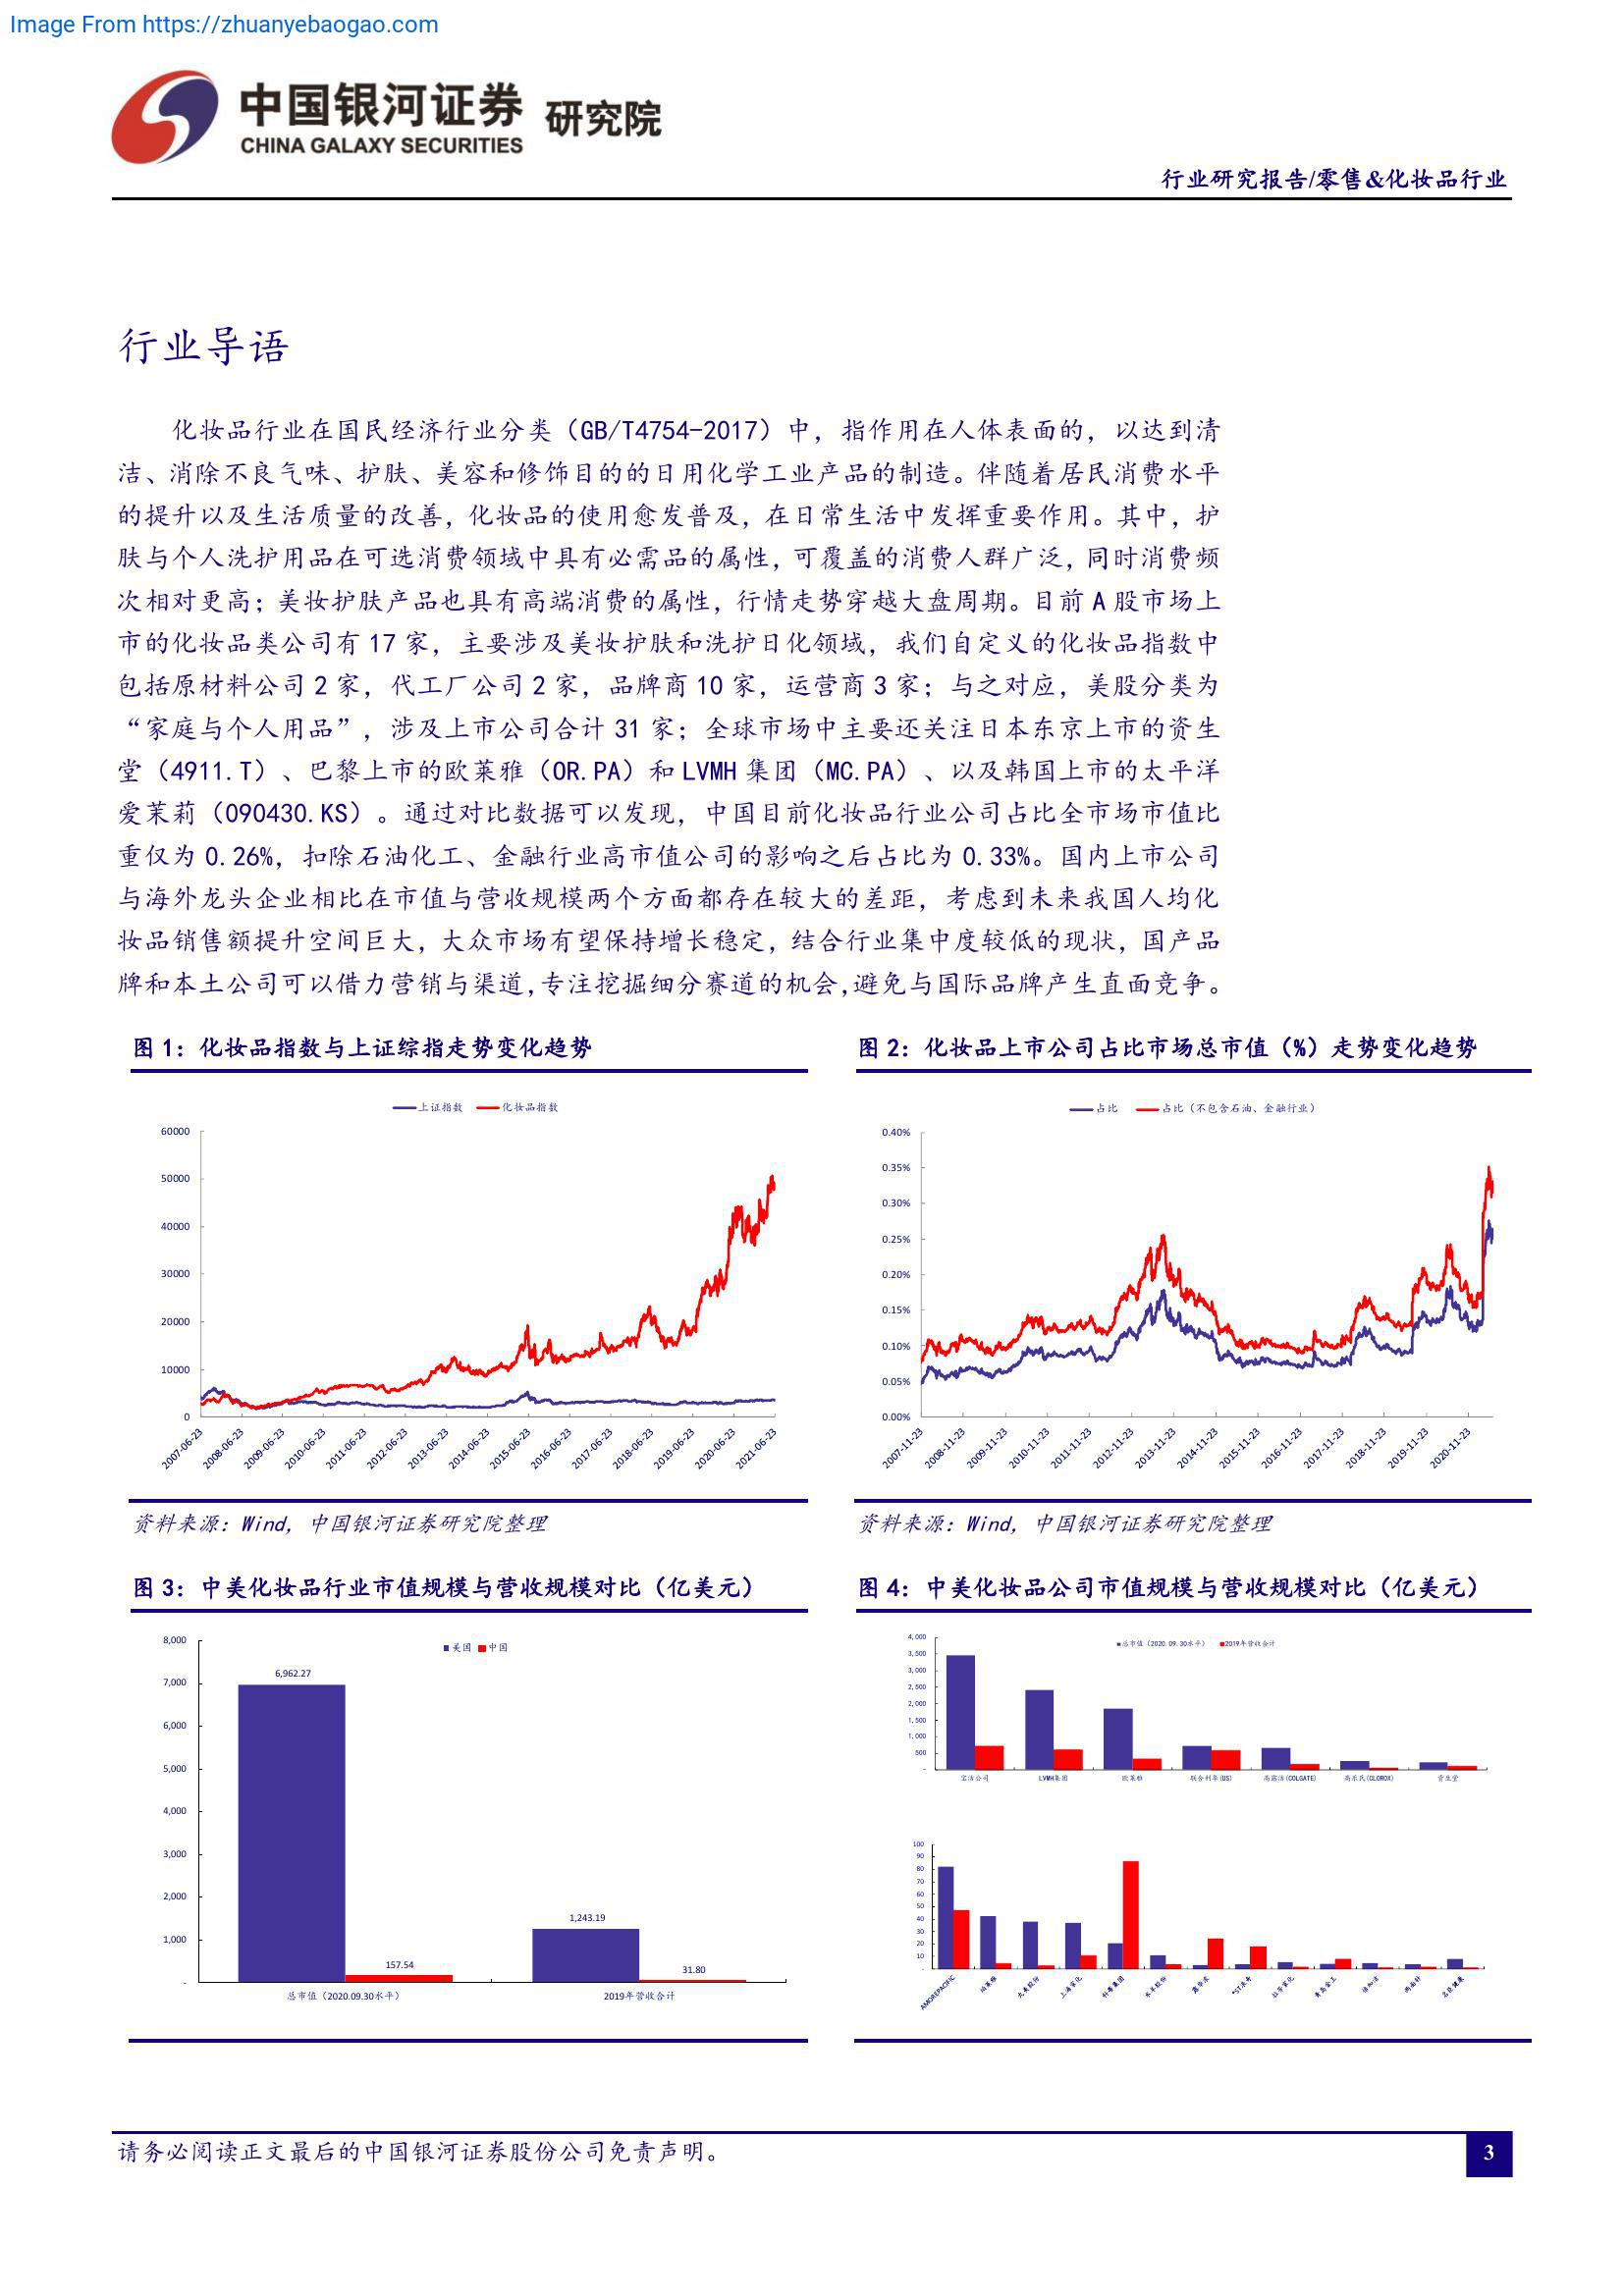 Image From https://zhuanyebaogao.com
中国银河证券 研究院
CHINA GALAXY SECURITIES
行业研究报告/零售&化妆品行业
行业导语
化妆品行业在国民经济行业分类（GB/T4754-2017）中，指作用在人体表面的，以达到清
洁、消除不良气味、护肤、美容和修饰目的的日用化学工业产品的制造。伴随着居民消费水平
的提升以及生活质量的改善，化妆品的使用愈发普及，在日常生活中发挥重要作用。其中，护
肤与个人洗护用品在可选消费领域中具有必需品的属性，可覆盖的消费人群广泛，同时消费频
次相对更高；美妆护肤产品也具有高端消费的属性，行情走势穿越大盘周期。目前 A 股市场上
市的化妆品类公司有 17 家，主要涉及美妆护肤和洗护日化领域，我们自定义的化妆品指数中
包括原材料公司 2 家，代工厂公司 2 家，品牌商 10 家，运营商 3 家；与之对应，美股分类为
“家庭与个人用品”，涉及上市公司合计 31 家；全球市场中主要还关注日本东京上市的资生
堂（4911.T）、巴黎上市的欧莱雅（OR.PA）和 LVMH 集团（MC.PA）、以及韩国上市的太平洋
爱茉莉（090430.KS）。通过对比数据可以发现，中国目前化妆品行业公司占比全市场市值比
重仅为 0.26%，扣除石油化工、金融行业高市值公司的影响之后占比为 0.33%。国内上市公司
与海外龙头企业相比在市值与营收规模两个方面都存在较大的差距，考虑到未来我国人均化
妆品销售额提升空间巨大，大众市场有望保持增长稳定，结合行业集中度较低的现状，国产品
牌和本土公司可以借力营销与渠道，专注挖掘细分赛道的机会，避免与国际品牌产生直面竞争。
图 1：化妆品指数与上证综指走势变化趋势
上证指数 化妆品指数
60000
50000
40000
30000
20000
10000
0
2007-06-23 2008-06-23 2009-06-23 2010-06-23 2011-06-23 2012-06-23 2013-06-23 2014-06-23 2015-06-23 2016-06-23 2017-06-23 2018-06-23 2019-06-23 2020-06-23 2021-06-23
资料来源：Wind，中国银河证券研究院整理
图 2：化妆品上市公司占比市场总市值（%）走势变化趋势
占比 占比（不包含石油、金融行业）
0.40%
0.35%
0.30%
0.25%
0.20%
0.15%
0.10%
0.05%
0.00%
2007-11-23 2008-11-23 2009-11-23 2010-11-23 2011-11-23 2012-11-23 2013-11-23 2014-11-23 2015-11-23 2016-11-23 2017-11-23 2018-11-23 2019-11-23 2020-11-23
资料来源：Wind，中国银河证券研究院整理
图 3：中美化妆品行业市值规模与营收规模对比（亿美元）
美国 中国
8,000
7,000
6,000
5,000
4,000
3,000
2,000
1,000
-
6,962.27
157.54
1,243.19
31.80
总市值（2020.09.30水平） 2019年营收合计
图 4：中美化妆品公司市值规模与营收规模对比（亿美元）
总市值（2020.09.30水平） 2019年营收合计
4,000
3,500
3,000
2,500
2,000
1,500
1,000
500
-
宝洁公司 LVMH集团 欧莱雅 联合利华(US) 高露洁(COLGATE) 高乐氏(CLOROX) 资生堂
100
90
80
70
60
50
40
30
20
10
-
AMOREPACIFIC 珀莱雅 丸美股份 上海家化 科思集团 水羊股份 嘉亨家 *ST美吾 拉芳家化 青岛金王 倍加洁 两面针 名臣健康
请务必阅读正文最后的中国银河证券股份公司免责声明。
3